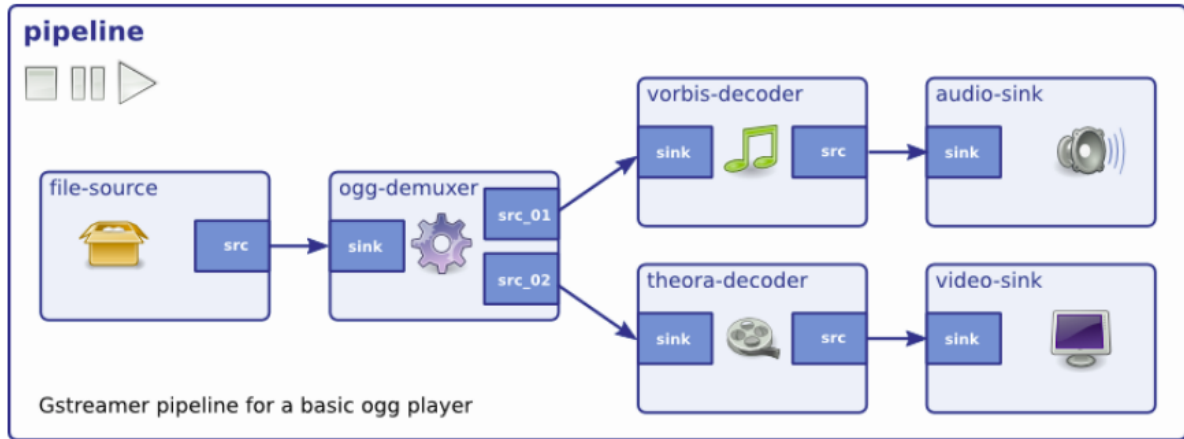 pipeline
vorbis-decoder
sink
src
audio-sink
sink
file-source
src
ogg-demuxer
sink
src_01
src_02
theora-decoder
sink
src
video-sink
sink
Gstreamer pipeline for a basic ogg player